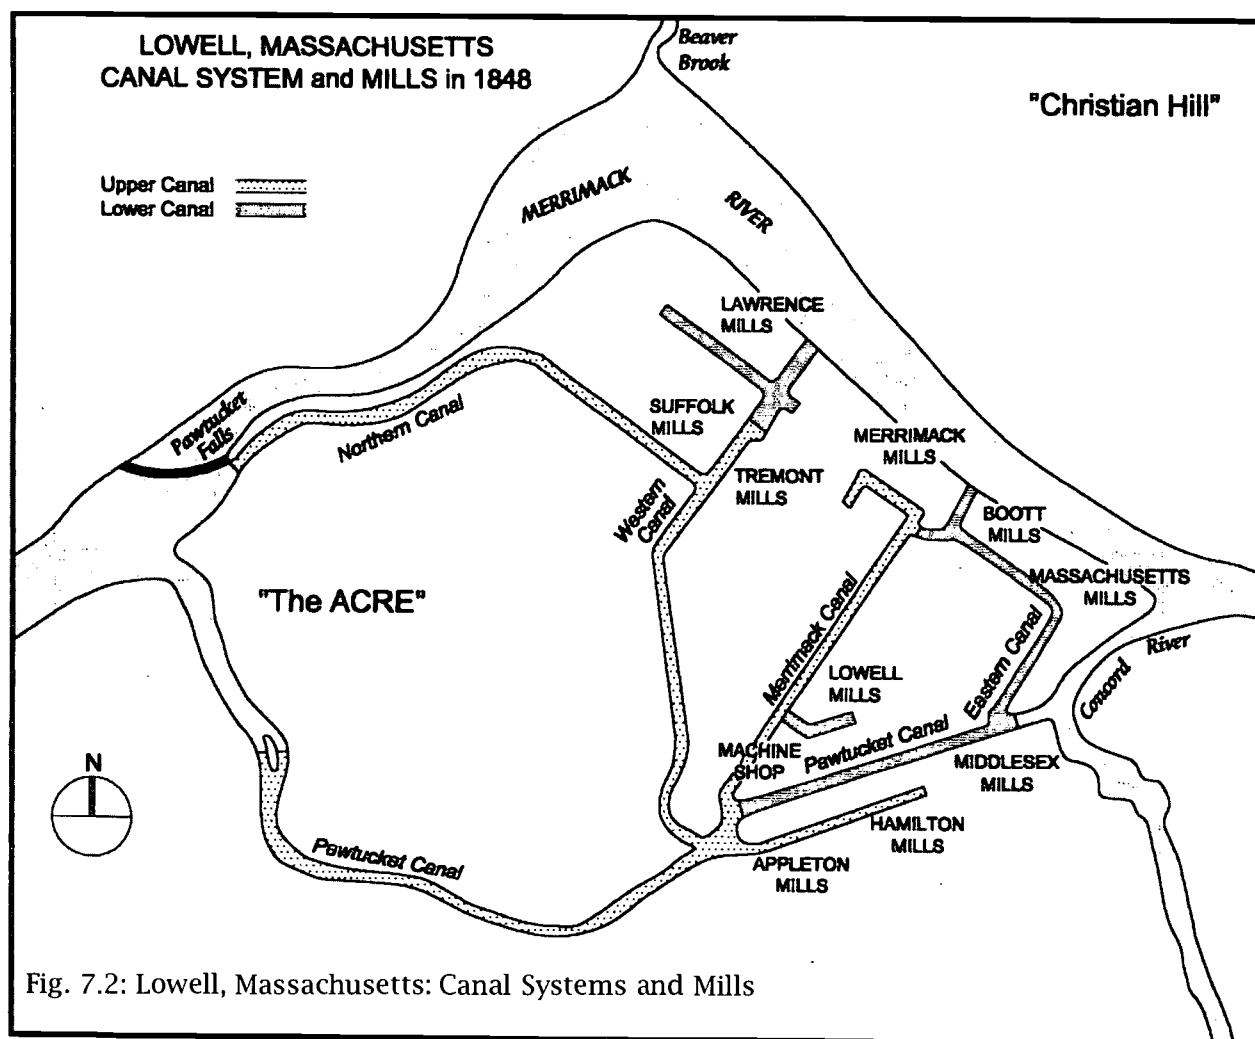 LOWELL, MASSACHUSETTS
CANAL SYSTEM and MILLS in 1848
Beaver
Brook
"Christian Hill"
Upper Canal
Lower Canal
MERRIMACK
RIVER
LAWRENCE
MILLS
Pawtucket
Falls
Northern Canal
SUFFOLK
MILLS
MERRIMACK
MILLS
TREMONT
MILLS
Western
Canal
BOOTT
MILLS
MASSACHUSETTS
MILLS
"The ACRE"
Merrimack Canal
Eastern Canal
River
Concord
LOWELL
MILLS
MACHINE
SHOP
Pawtucket Canal
MIDDLESEX
MILLS
N
HAMILTON
MILLS
Pawtucket Canal
APPLETON
MILLS
Fig. 7.2: Lowell, Massachusetts: Canal Systems and Mills